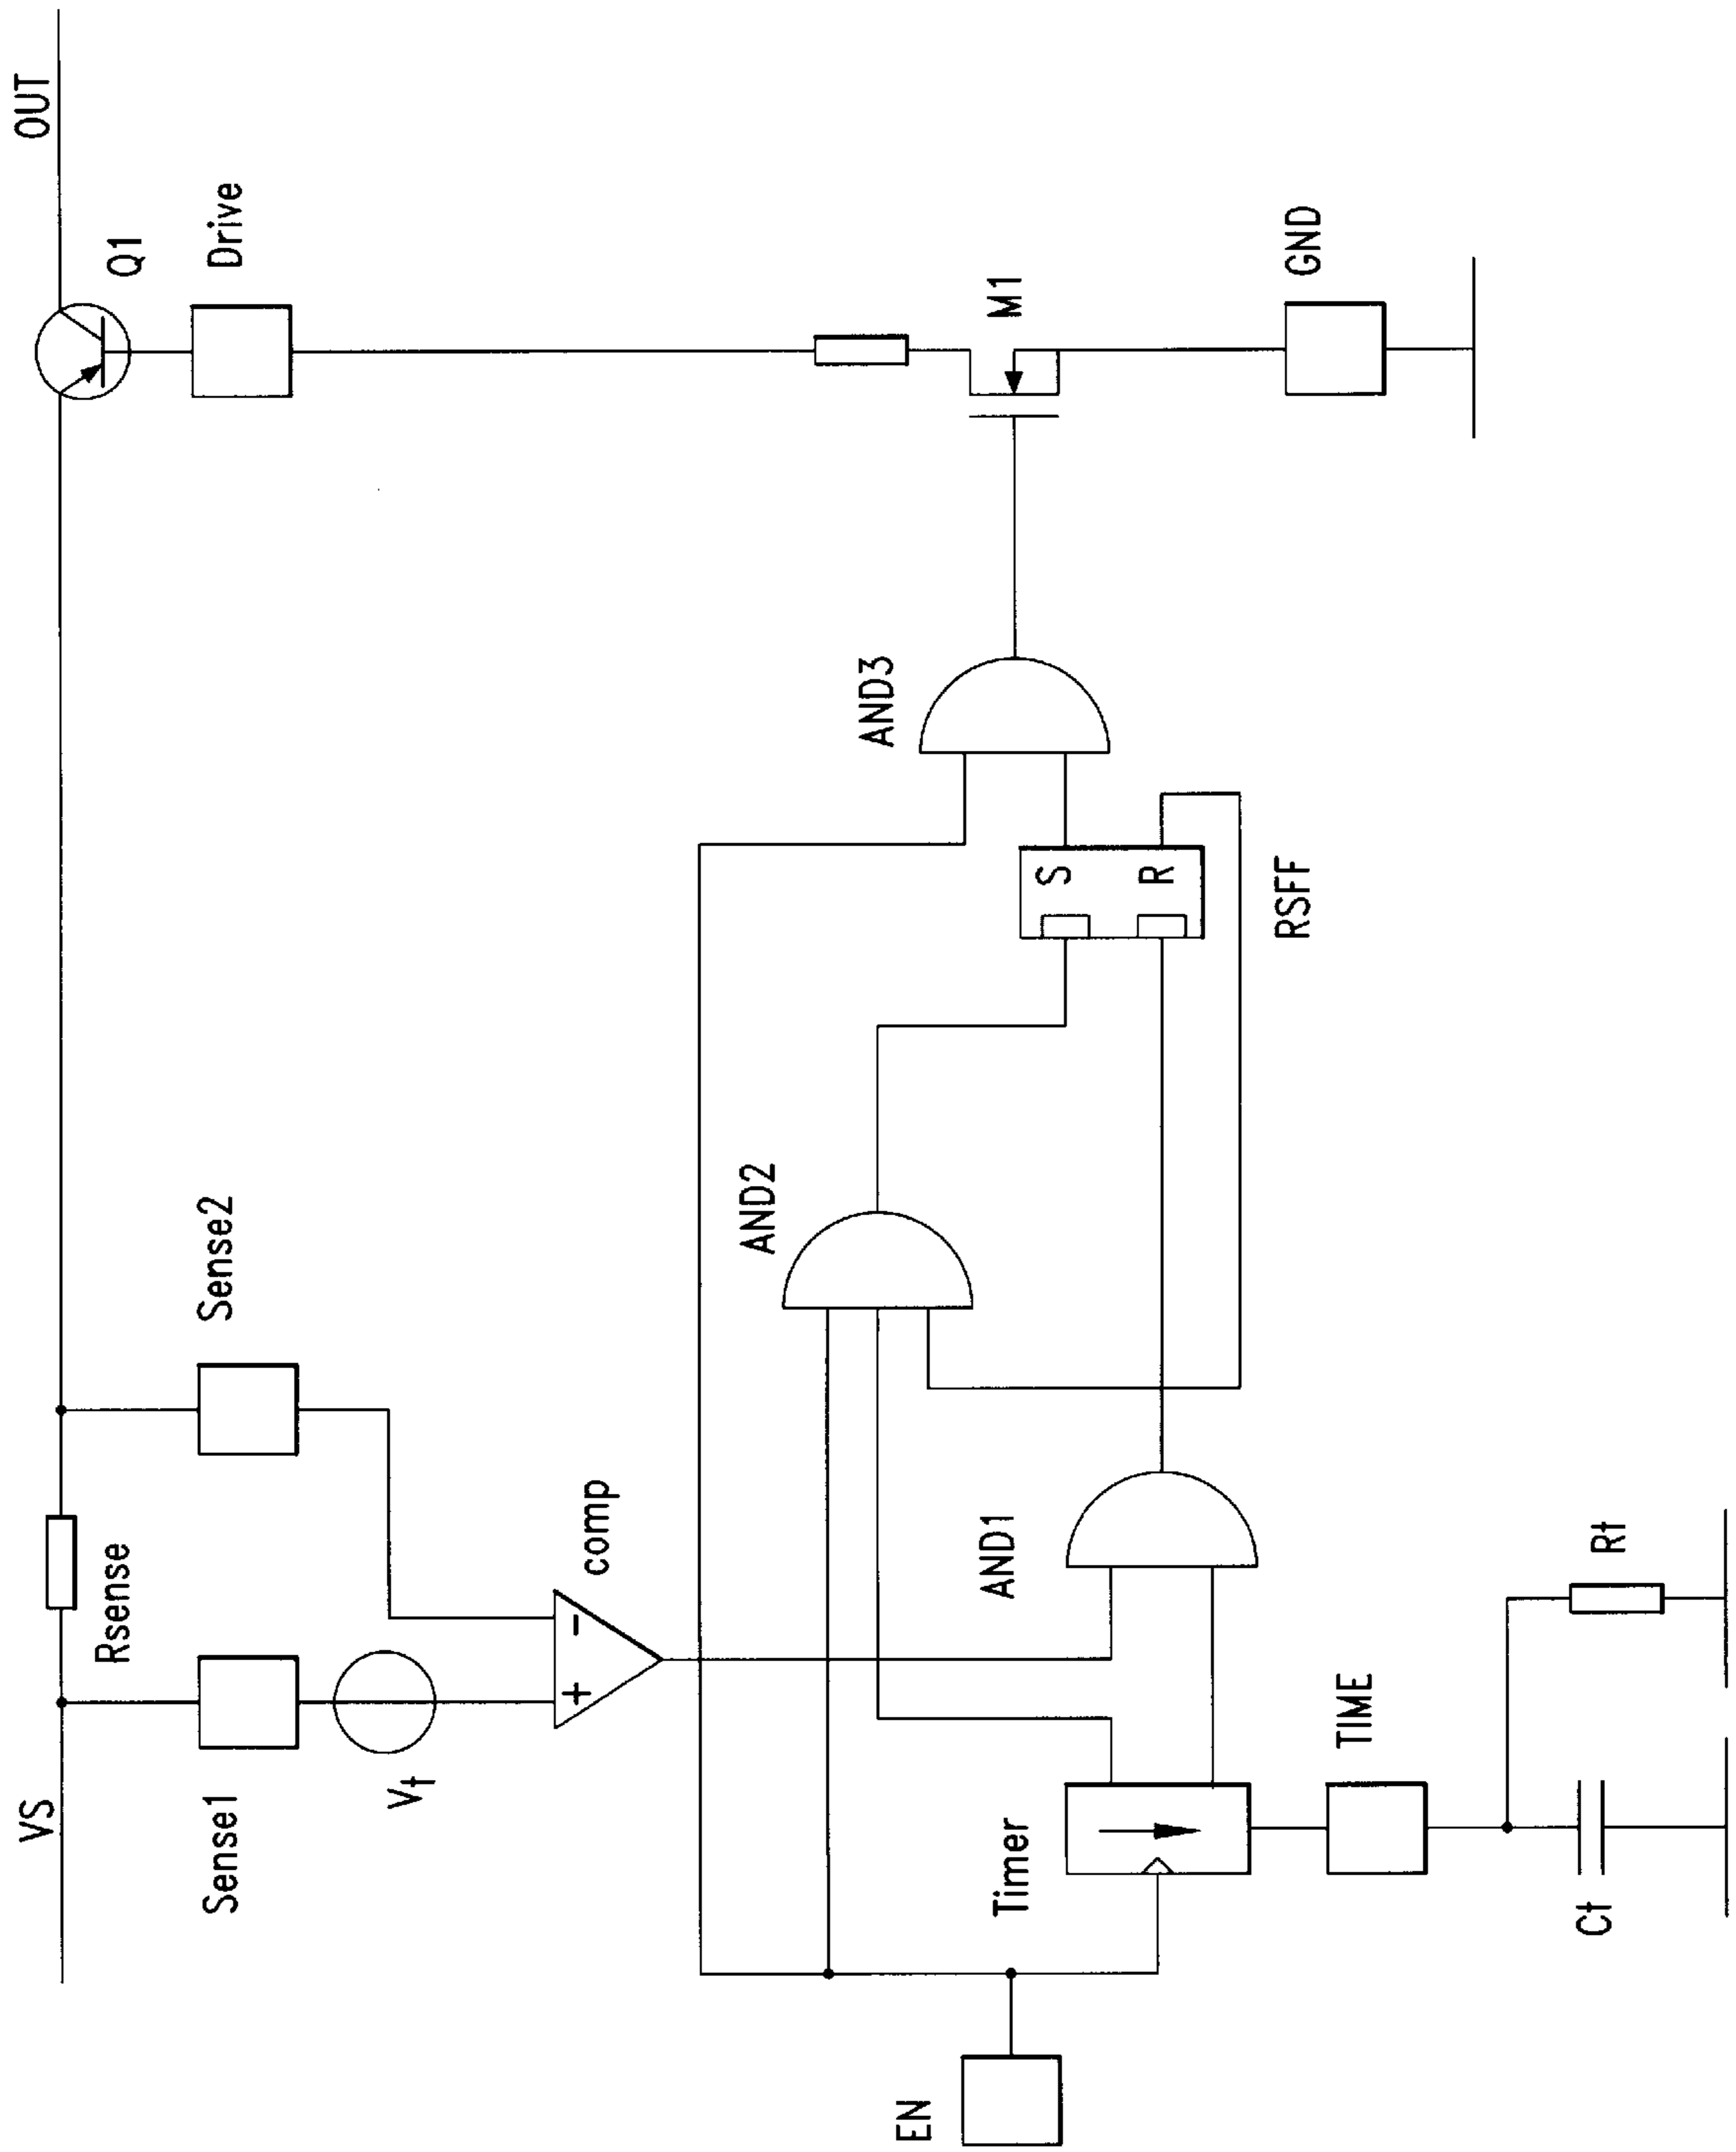 VS
OUT
Rsense
Q1
Sense1
Sense2
Drive
Vt
comp
AND2
AND3
M1
EN
Timer
AND1
+
-
S
R
RSFF
GND
TIME
Ct
Rt